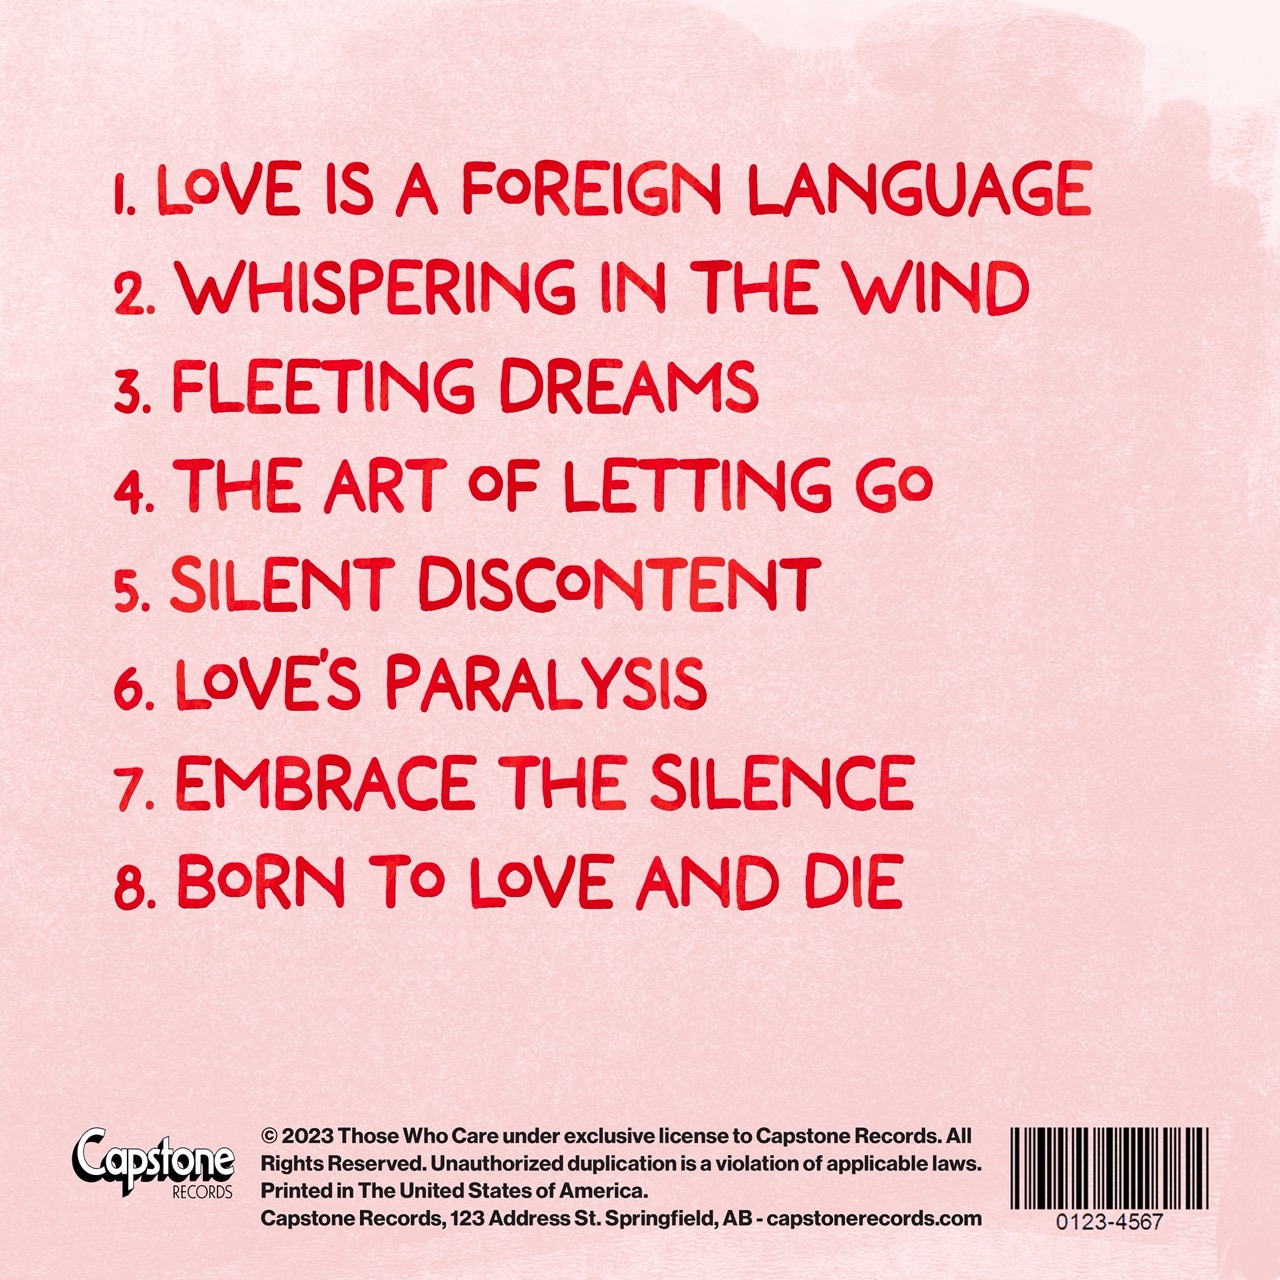 1. LOVE IS A FOREIGN LANGUAGE
2. WHISPERING IN THE WIND
3. FLEETING DREAMS
4. THE ART OF LETTING GO
5. SILENT DISCONTENT
6. LOVE'S PARALYSIS
7. EMBRACE THE SILENCE
8. BORN TO LOVE AND DIE
Capstone
RECORDS
© 2023 Those Who Care under exclusive license to Capstone Records. All
Rights Reserved. Unauthorized duplication is a violation of applicable laws.
Printed in The United States of America.
Capstone Records, 123 Address St. Springfield, AB - capstonerecords.com
0123-4567